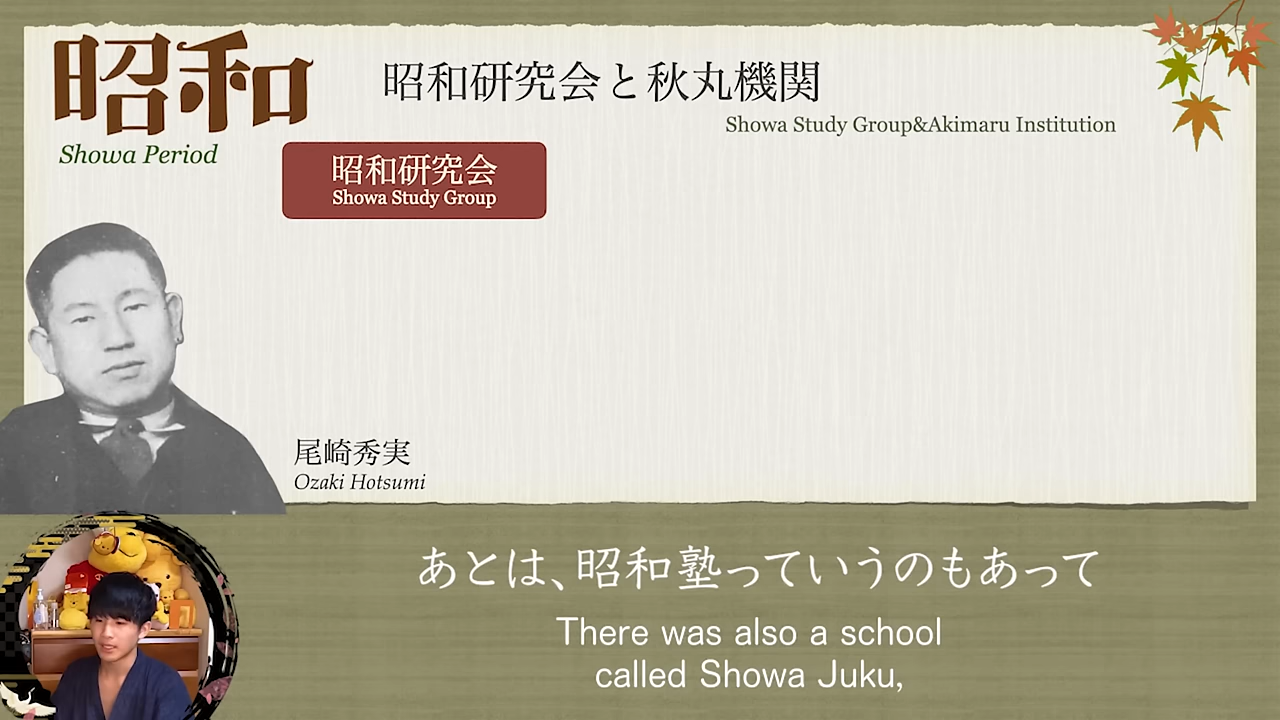 昭和
Showa Period
昭和研究会と秋丸機関
Showa Study Group&Akimaru Institution
昭和研究会
Showa Study Group
尾崎秀実
Ozaki Hotsumi
あとは、昭和塾っていうのもあって
There was also a school
called Showa Juku,